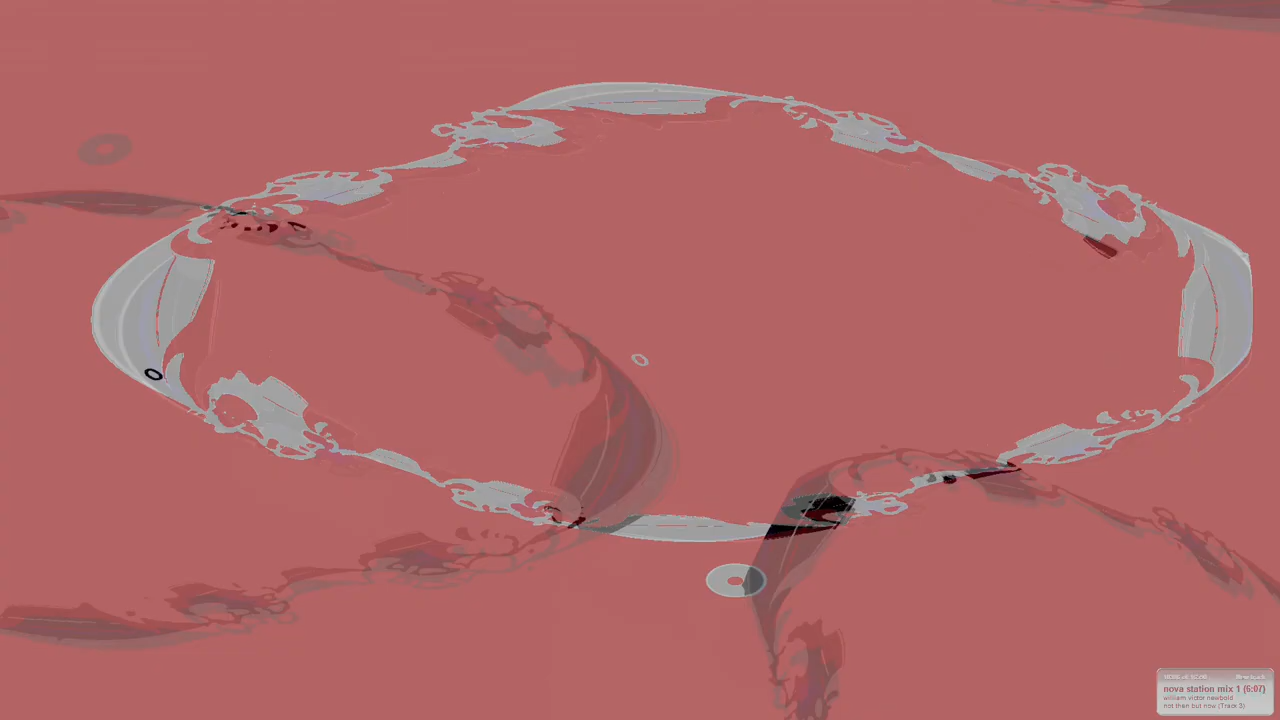 nova station mix 1 (6:07)
william victor newbold
not then but now (Track 3)